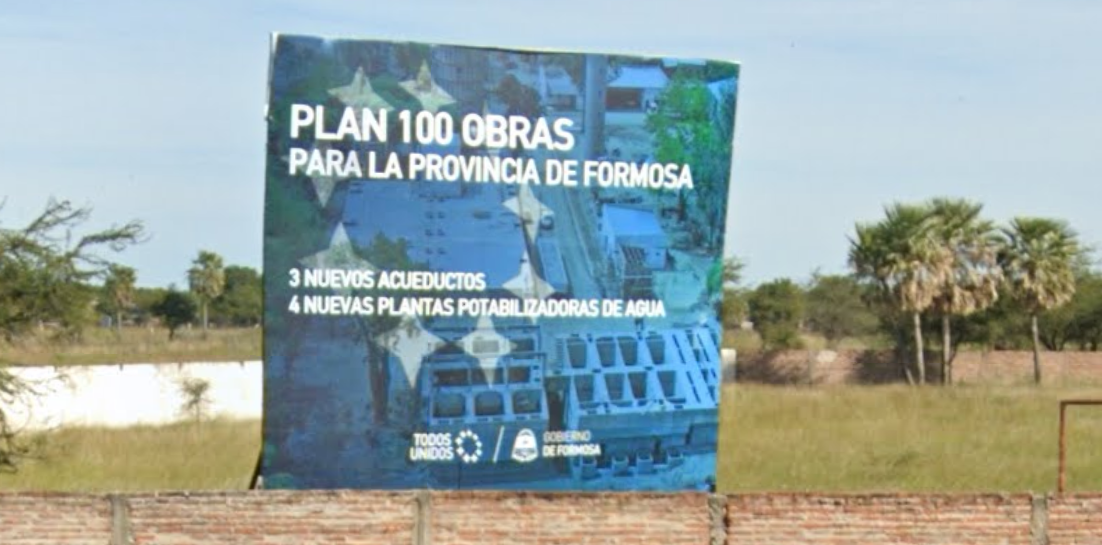 PLAN 100 OBRAS
PARA LA PROVINCIA DE FORMOSA
3 NUEVOS ACUEDUCTOS
4 NUEVAS PLANTAS POTABILIZADORAS DE AGUA
TODOS
UNIDOS
GOBIERNO
DE FORMOSA